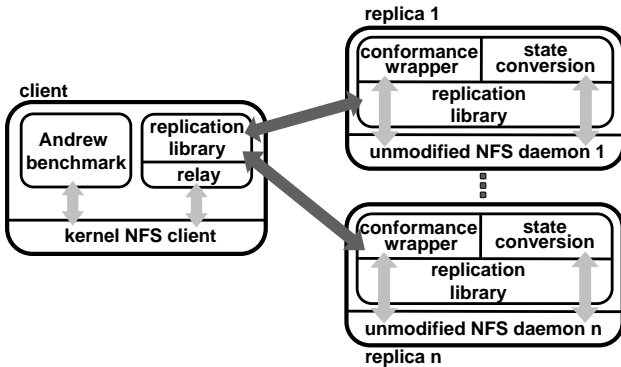 client
Andrew
benchmark
replication
library
relay
kernel NFS client
replica 1
conformance
wrapper
state
conversion
replication
library
unmodified NFS daemon 1
conformance
wrapper
state
conversion
replication
library
unmodified NFS daemon n
replica n